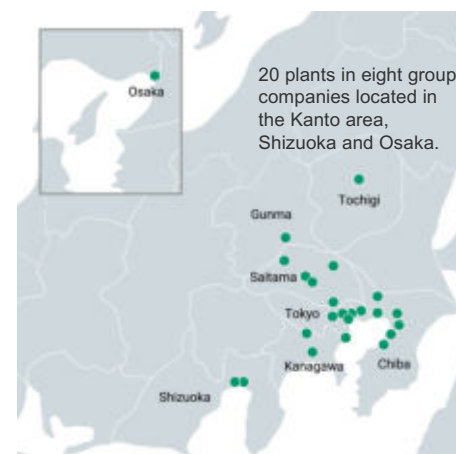 Osaka
20 plants in eight group
companies located in
the Kanto area,
Shizuoka and Osaka.
Tochigi
Gunma
Saitama
Tokyo
Kanagawa
Chiba
Shizuoka